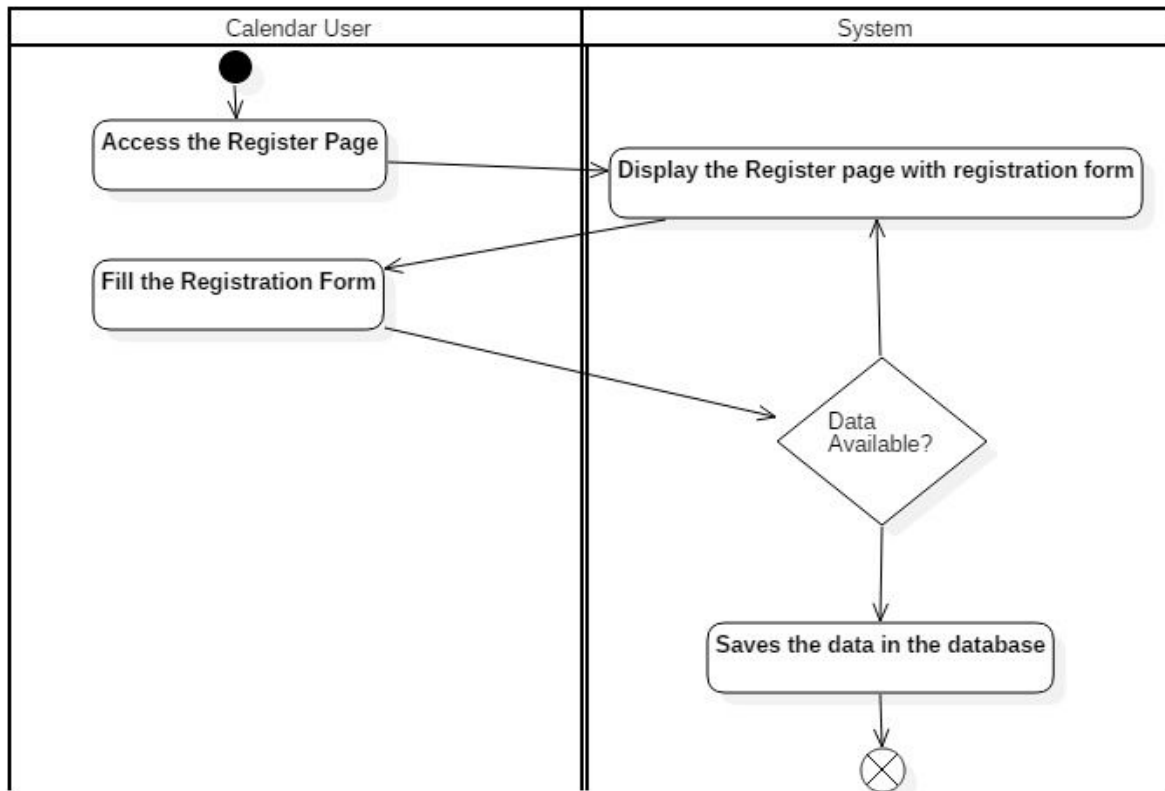 Calendar User
System
Access the Register Page
Display the Register page with registration form
Fill the Registration Form
Data
Available?
Saves the data in the database